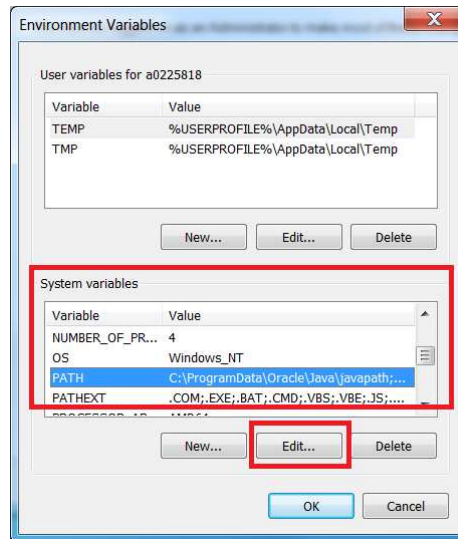 Environment Variables
User variables for a0225818
Variable Value
TEMP %USERPROFILE%\AppData\Local\Temp
TMP %USERPROFILE%\AppData\Local\Temp
New... Edit... Delete
System variables
Variable Value
NUMBER_OF_PR... 4
OS Windows_NT
PATH C:\ProgramData\Oracle\Java\javapath;...
PATHEXT .COM;.EXE;.BAT;.CMD;.VBS;.VBE;.JS;....
New... Edit... Delete
OK Cancel